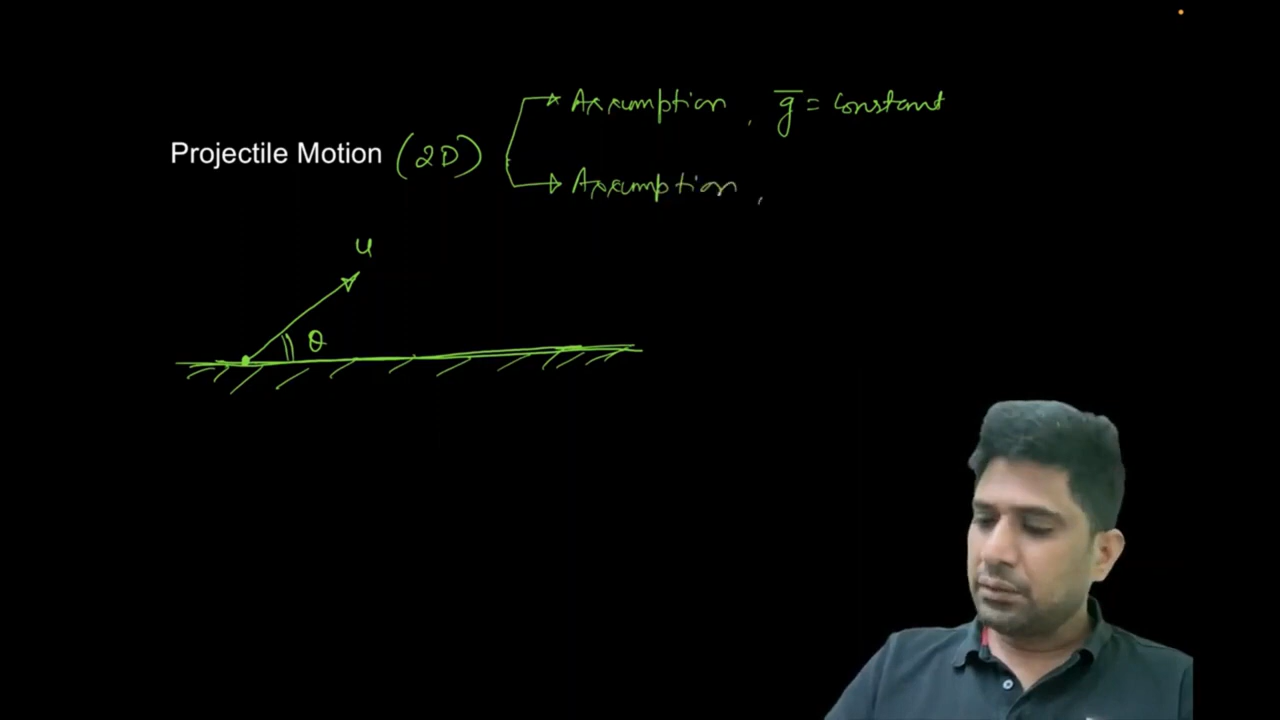 Assumption, g̅ = constant
Projectile Motion (2D)
Assumption,
u
θ